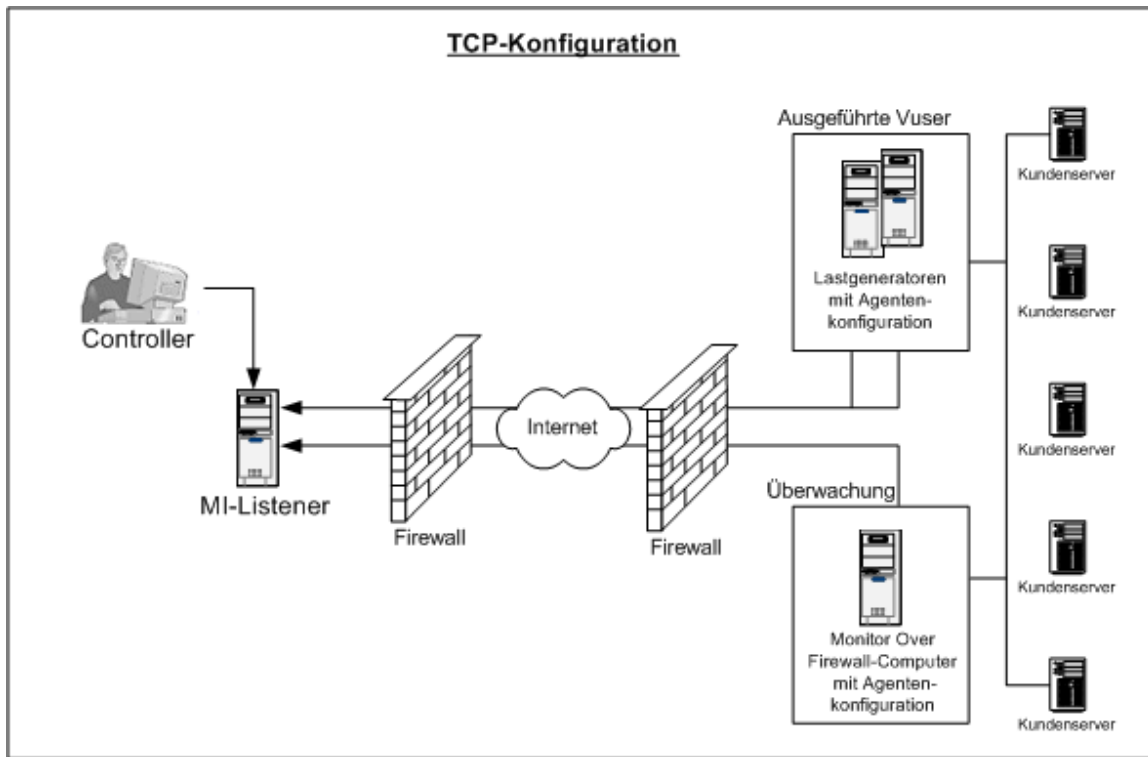 TCP-Konfiguration
Ausgeführte Vuser
Lastgeneratoren
mit Agenten-
konfiguration
Kundenserver
Kundenserver
Kundenserver
Kundenserver
Kundenserver
Controller
MI-Listener
Firewall
Internet
Firewall
Überwachung
Monitor Over
Firewall-Computer
mit Agenten-
konfiguration